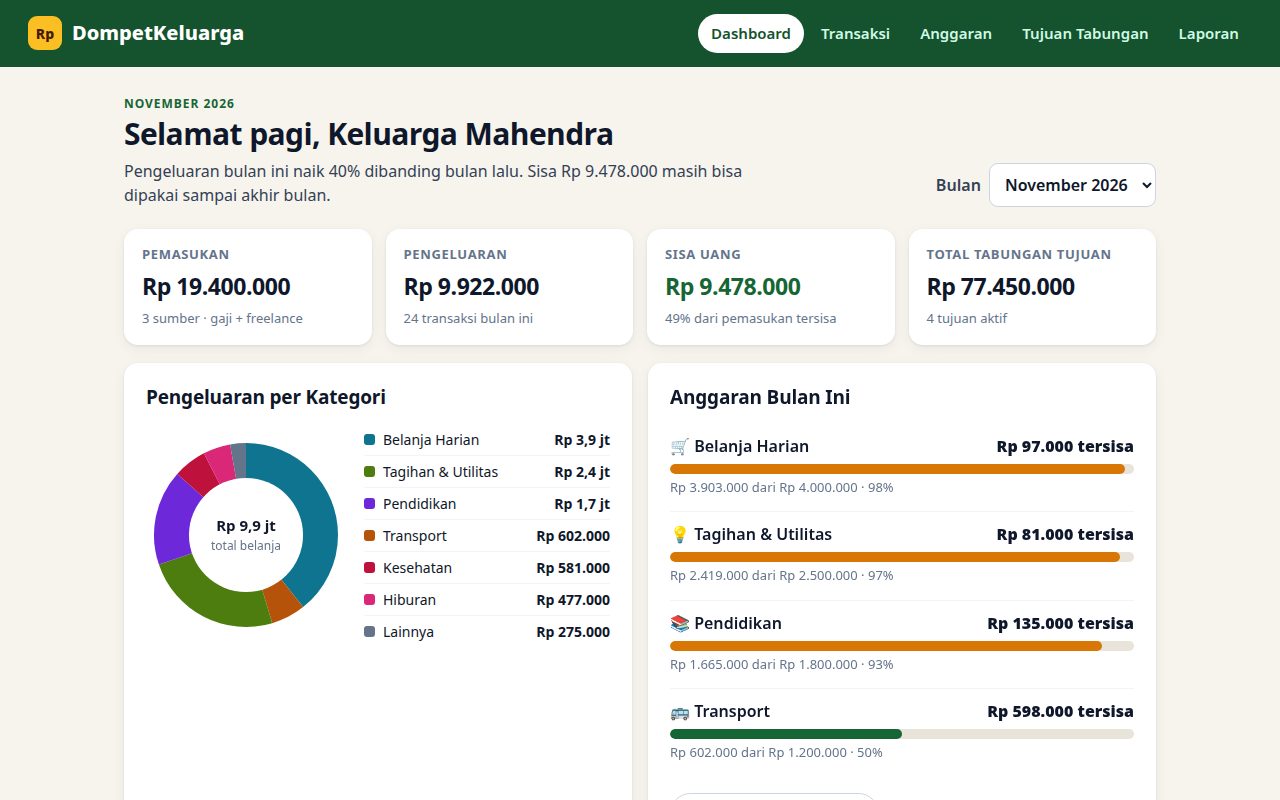 Rp DompetKeluarga
Dashboard Transaksi Anggaran Tujuan Tabungan Laporan
NOVEMBER 2026
Selamat pagi, Keluarga Mahendra
Pengeluaran bulan ini naik 40% dibanding bulan lalu. Sisa Rp 9.478.000 masih bisa
dipakai sampai akhir bulan.
Bulan November 2026
PEMASUKAN
Rp 19.400.000
3 sumber · gaji + freelance
PENGELUARAN
Rp 9.922.000
24 transaksi bulan ini
SISA UANG
Rp 9.478.000
49% dari pemasukan tersisa
TOTAL TABUNGAN TUJUAN
Rp 77.450.000
4 tujuan aktif
Pengeluaran per Kategori
Rp 9,9 jt
total belanja
Belanja Harian Rp 3,9 jt
Tagihan & Utilitas Rp 2,4 jt
Pendidikan Rp 1,7 jt
Transport Rp 602.000
Kesehatan Rp 581.000
Hiburan Rp 477.000
Lainnya Rp 275.000
Anggaran Bulan Ini
🛒 Belanja Harian Rp 97.000 tersisa
Rp 3.903.000 dari Rp 4.000.000 · 98%
💡 Tagihan & Utilitas Rp 81.000 tersisa
Rp 2.419.000 dari Rp 2.500.000 · 97%
📚 Pendidikan Rp 135.000 tersisa
Rp 1.665.000 dari Rp 1.800.000 · 93%
🚌 Transport Rp 598.000 tersisa
Rp 602.000 dari Rp 1.200.000 · 50%